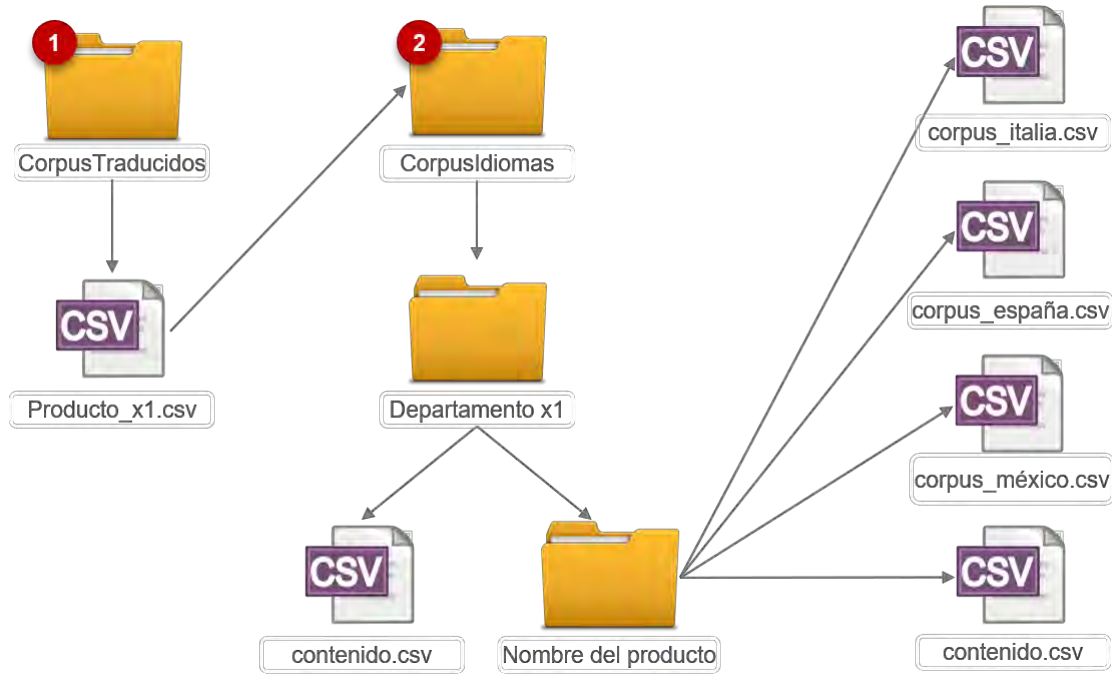 1
2
CSV
corpus_italia.csv
CorpusTraducidos
CorpusIdiomas
CSV
corpus_españa.csv
CSV
Producto_x1.csv
Departamento x1
CSV
corpus_méxico.csv
CSV
contenido.csv
Nombre del producto
CSV
contenido.csv